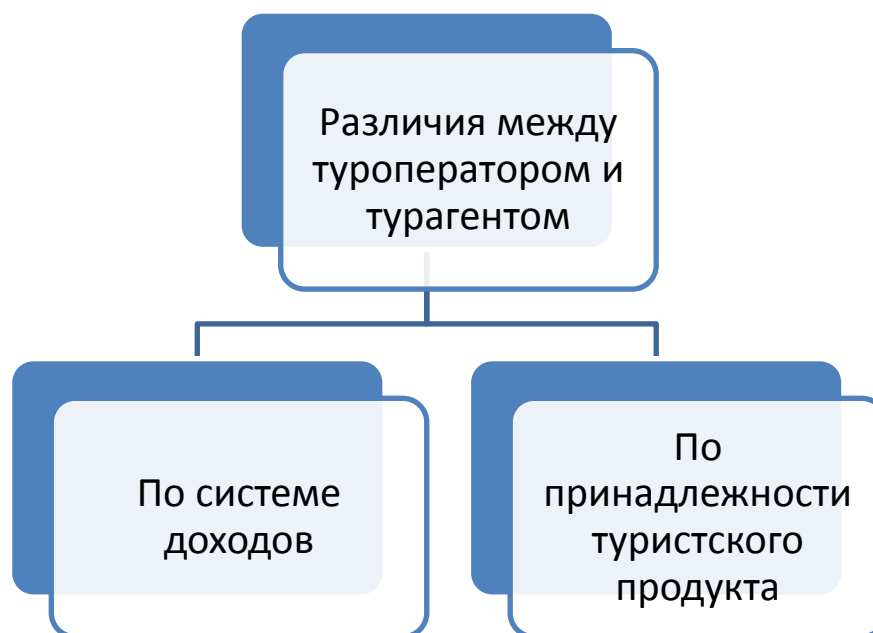 Различия между
туроператором и
турагентом
По системе
доходов
По
принадлежности
туристского
продукта